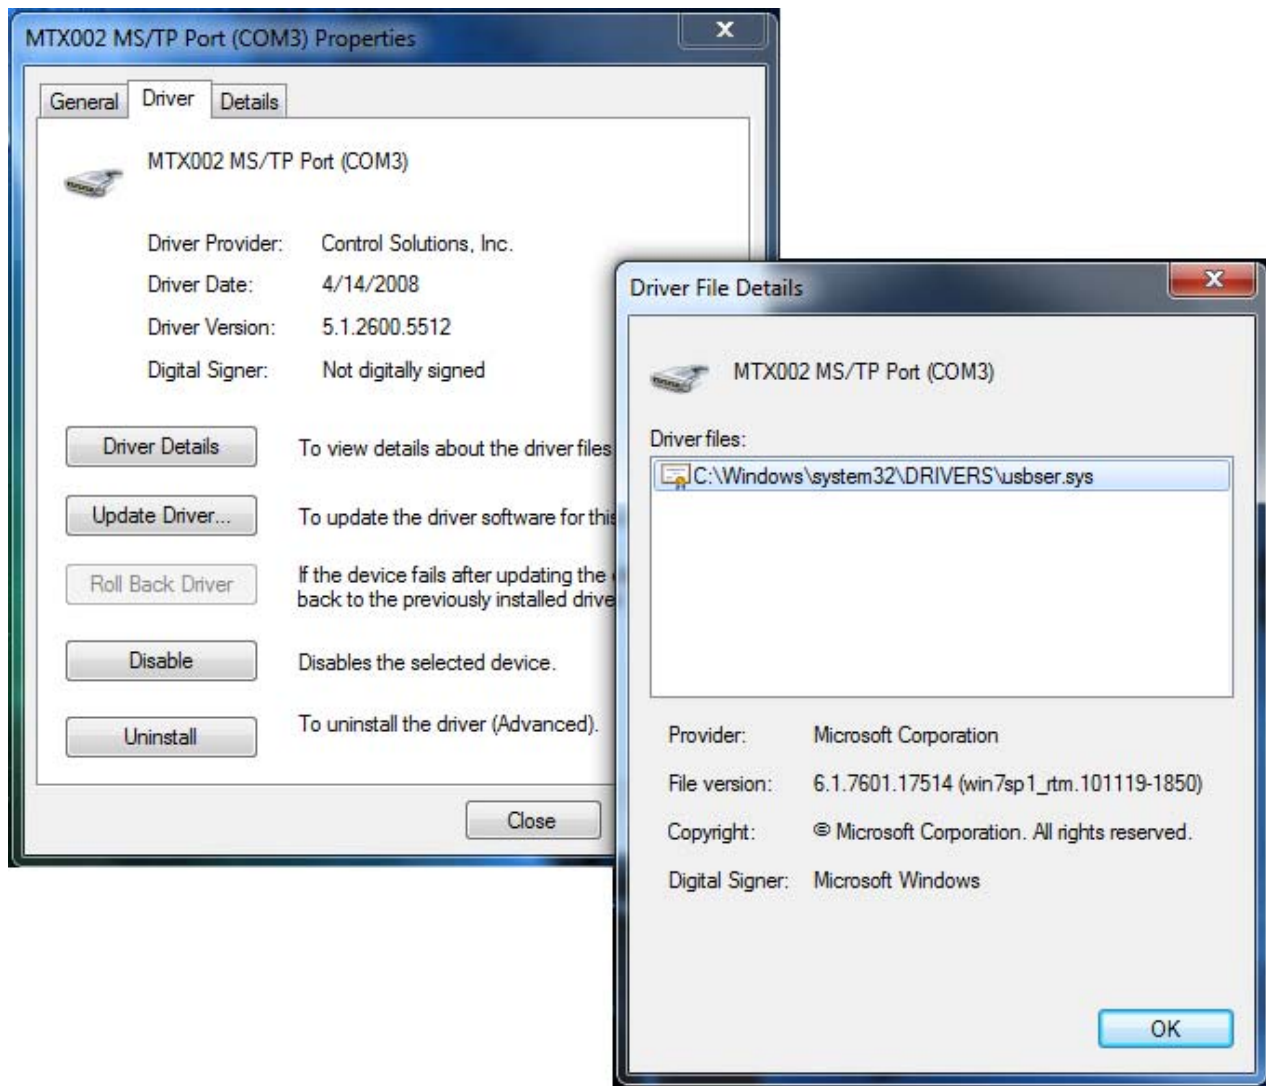 MTX002 MS/TP Port (COM3) Properties
General Driver Details
MTX002 MS/TP Port (COM3)
Driver Provider: Control Solutions, Inc.
Driver Date: 4/14/2008
Driver Version: 5.1.2600.5512
Digital Signer: Not digitally signed
Driver Details To view details about the driver files
Update Driver... To update the driver software for this
Roll Back Driver If the device fails after updating the
back to the previously installed drive
Disable Disables the selected device.
Uninstall To uninstall the driver (Advanced).
Close
Driver File Details
MTX002 MS/TP Port (COM3)
Driver files:
C:\Windows\system32\DRIVERS\usbser.sys
Provider: Microsoft Corporation
File version: 6.1.7601.17514 (win7sp1_rtm.101119-1850)
Copyright: © Microsoft Corporation. All rights reserved.
Digital Signer: Microsoft Windows
OK